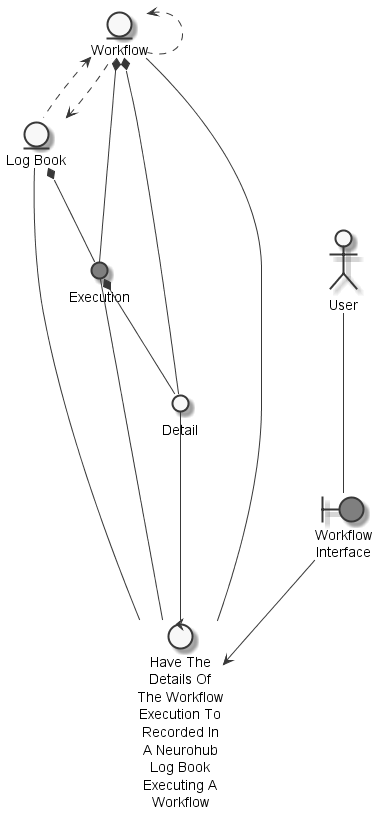 Workflow
Log Book
Execution
User
Detail
Workflow
Interface
Have The
Details Of
The Workflow
Execution To
Recorded In
A Neurohub
Log Book
Executing A
Workflow